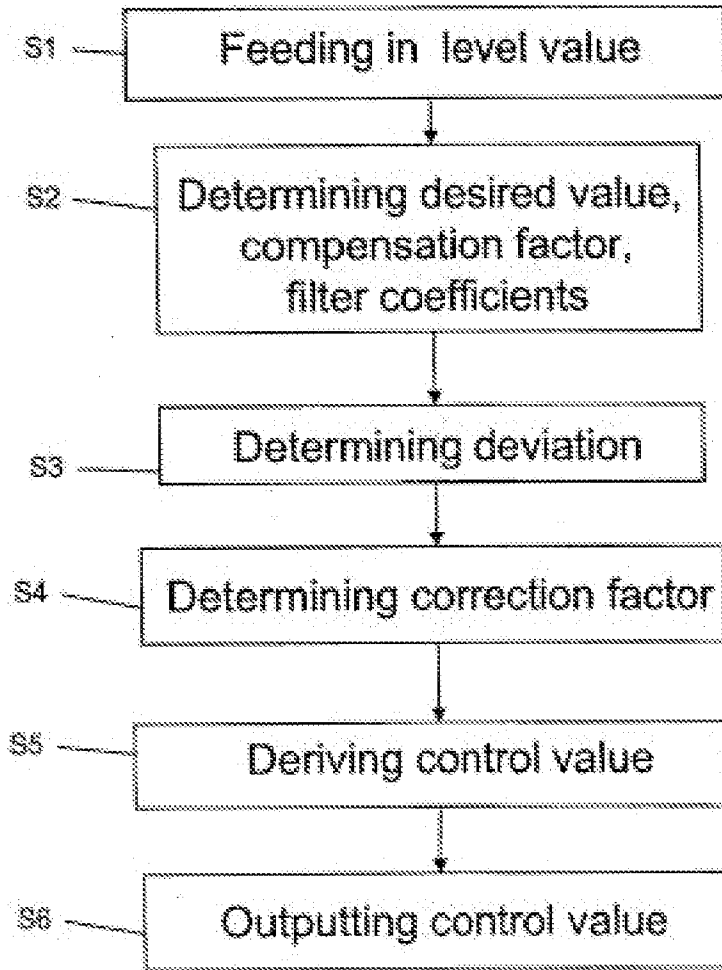 S1 Feeding in level value
S2 Determining desired value,
compensation factor,
filter coefficients
S3 Determining deviation
S4 Determining correction factor
S5 Deriving control value
S6 Outputting control value